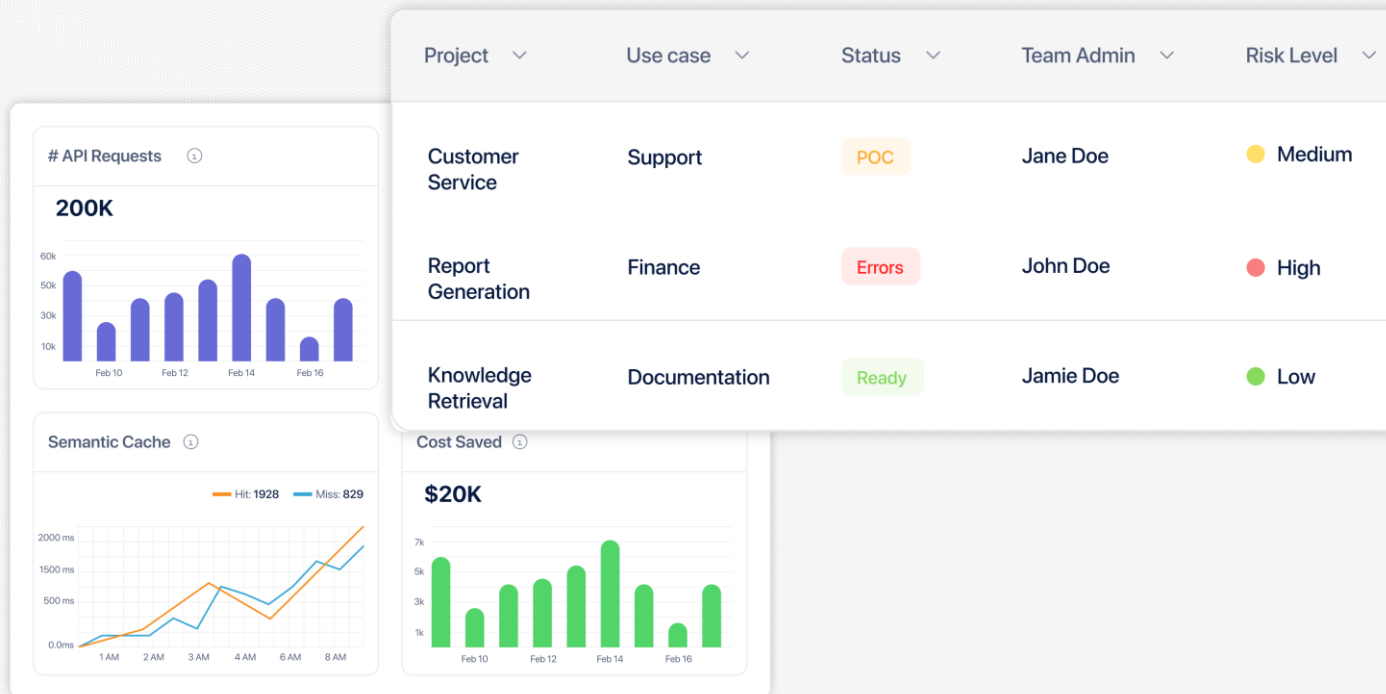 Project Use case Status Team Admin Risk Level
Customer Service Support POC Jane Doe Medium
Report Generation Finance Errors John Doe High
Knowledge Retrieval Documentation Ready Jamie Doe Low
# API Requests
200K
60k
50k
30k
10k
Feb 10 Feb 12 Feb 14 Feb 16
Semantic Cache
Hit: 1928 Miss: 829
2000 ms
1500 ms
500 ms
0.0ms
1 AM 2 AM 3 AM 4 AM 6 AM 8 AM
Cost Saved
$20K
7k
5k
3k
1k
Feb 10 Feb 12 Feb 14 Feb 16